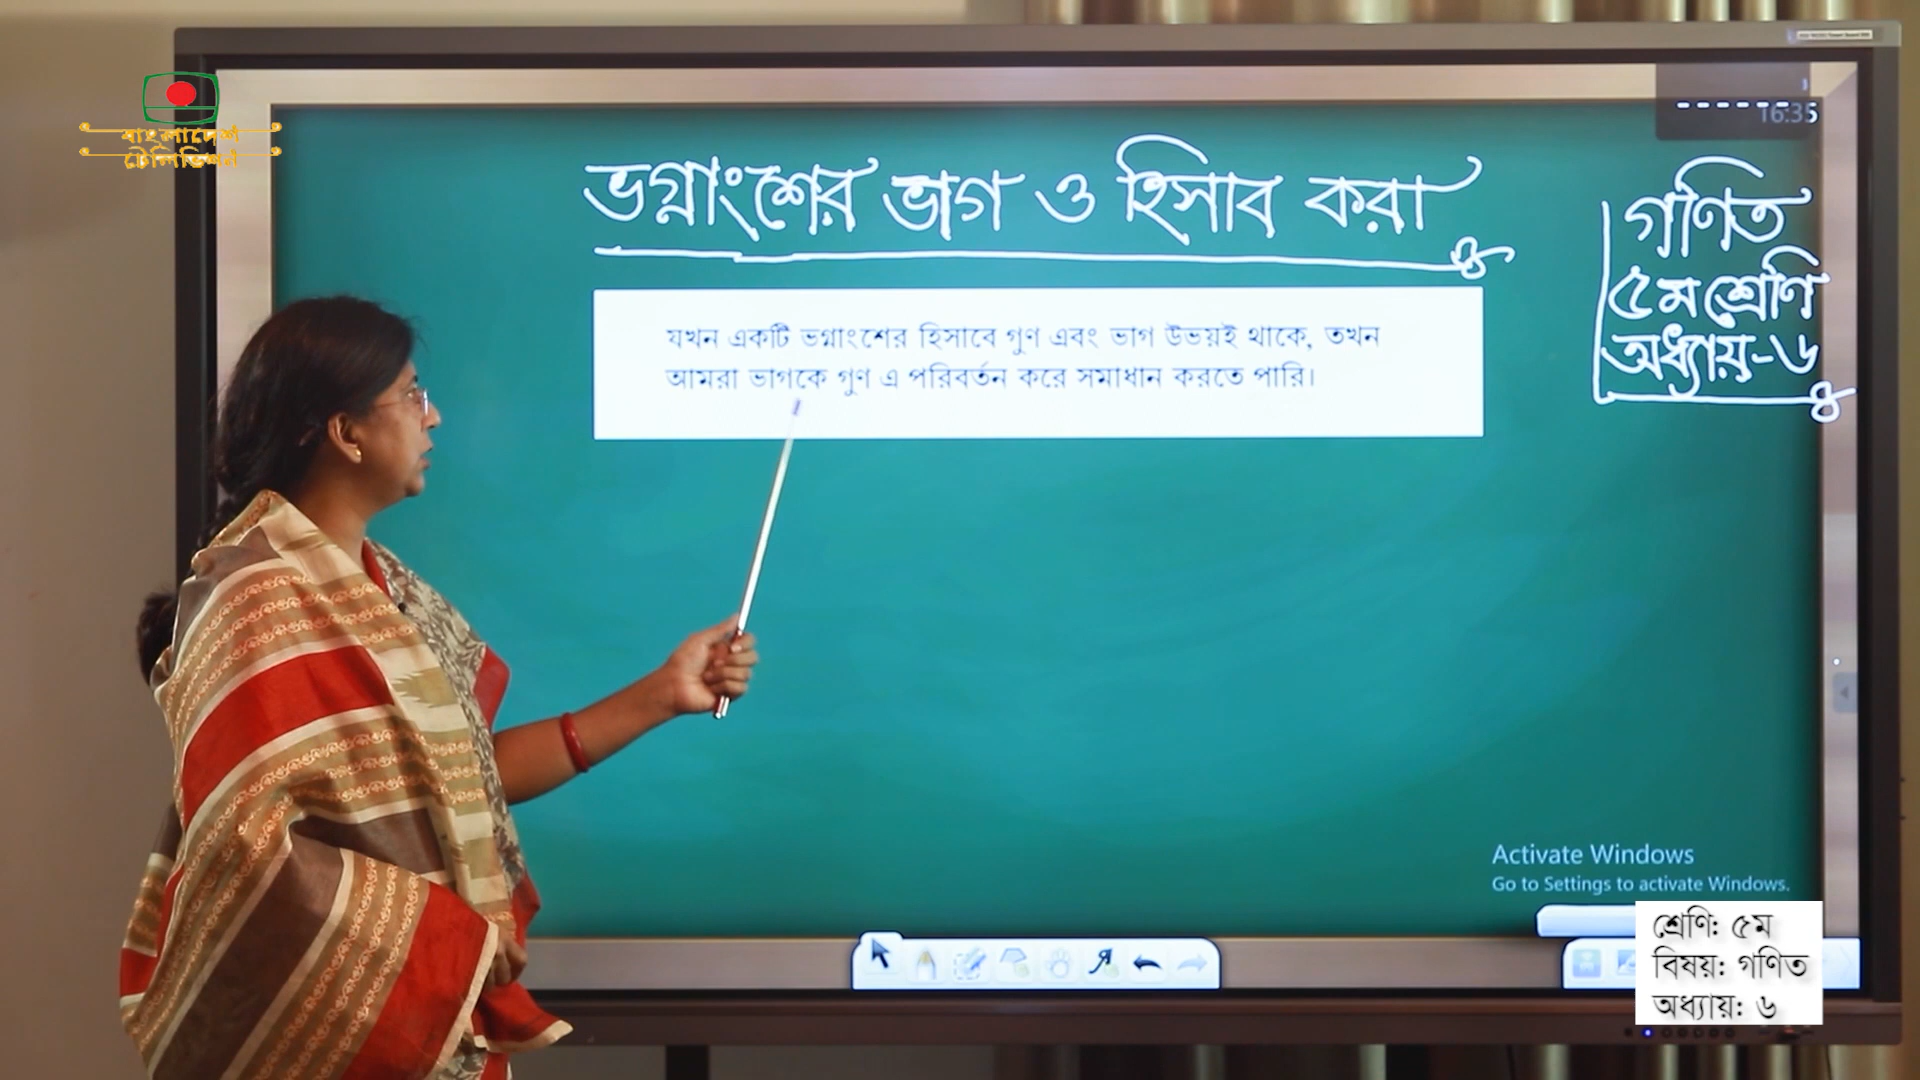 বাংলাদেশ
টেলিভিশন
16:35
ভগ্নাংশের ভাগ ও হিসাব করা
গণিত
৫ম শ্রেণি
অধ্যায়-৬
যখন একটি ভগ্নাংশের হিসাবে গুণ এবং ভাগ উভয়ই থাকে, তখন
আমরা ভাগকে গুণ এ পরিবর্তন করে সমাধান করতে পারি।
Activate Windows
Go to Settings to activate Windows.
শ্রেণি: ৫ম
বিষয়: গণিত
অধ্যায়: ৬